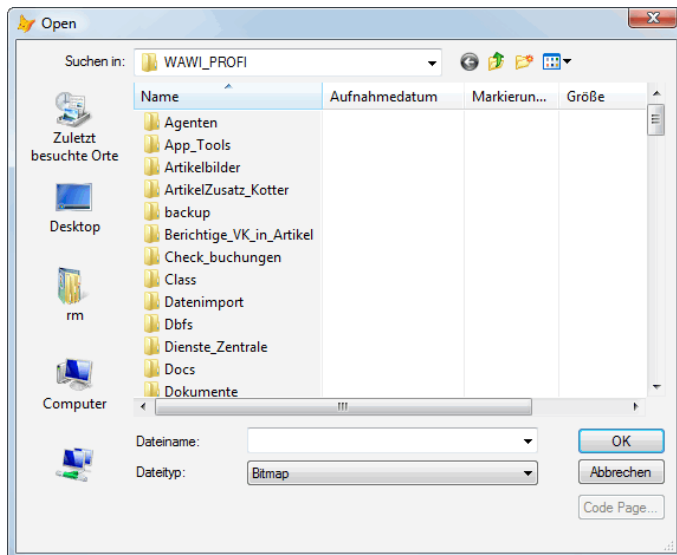 Open
Suchen in: WAWI_PROFI
Name Aufnahmedatum Markierun... Größe
Zuletzt besuchte Orte
Desktop
rm
Computer
Agenten
App_Tools
Artikelbilder
ArtikelZusatz_Kotter
backup
Berichtige_VK_in_Artikel
Check_buchungen
Class
Datenimport
Dbfs
Dienste_Zentrale
Docs
Dokumente
Dateiname: OK
Dateityp: Bitmap Abbrechen
Code Page...